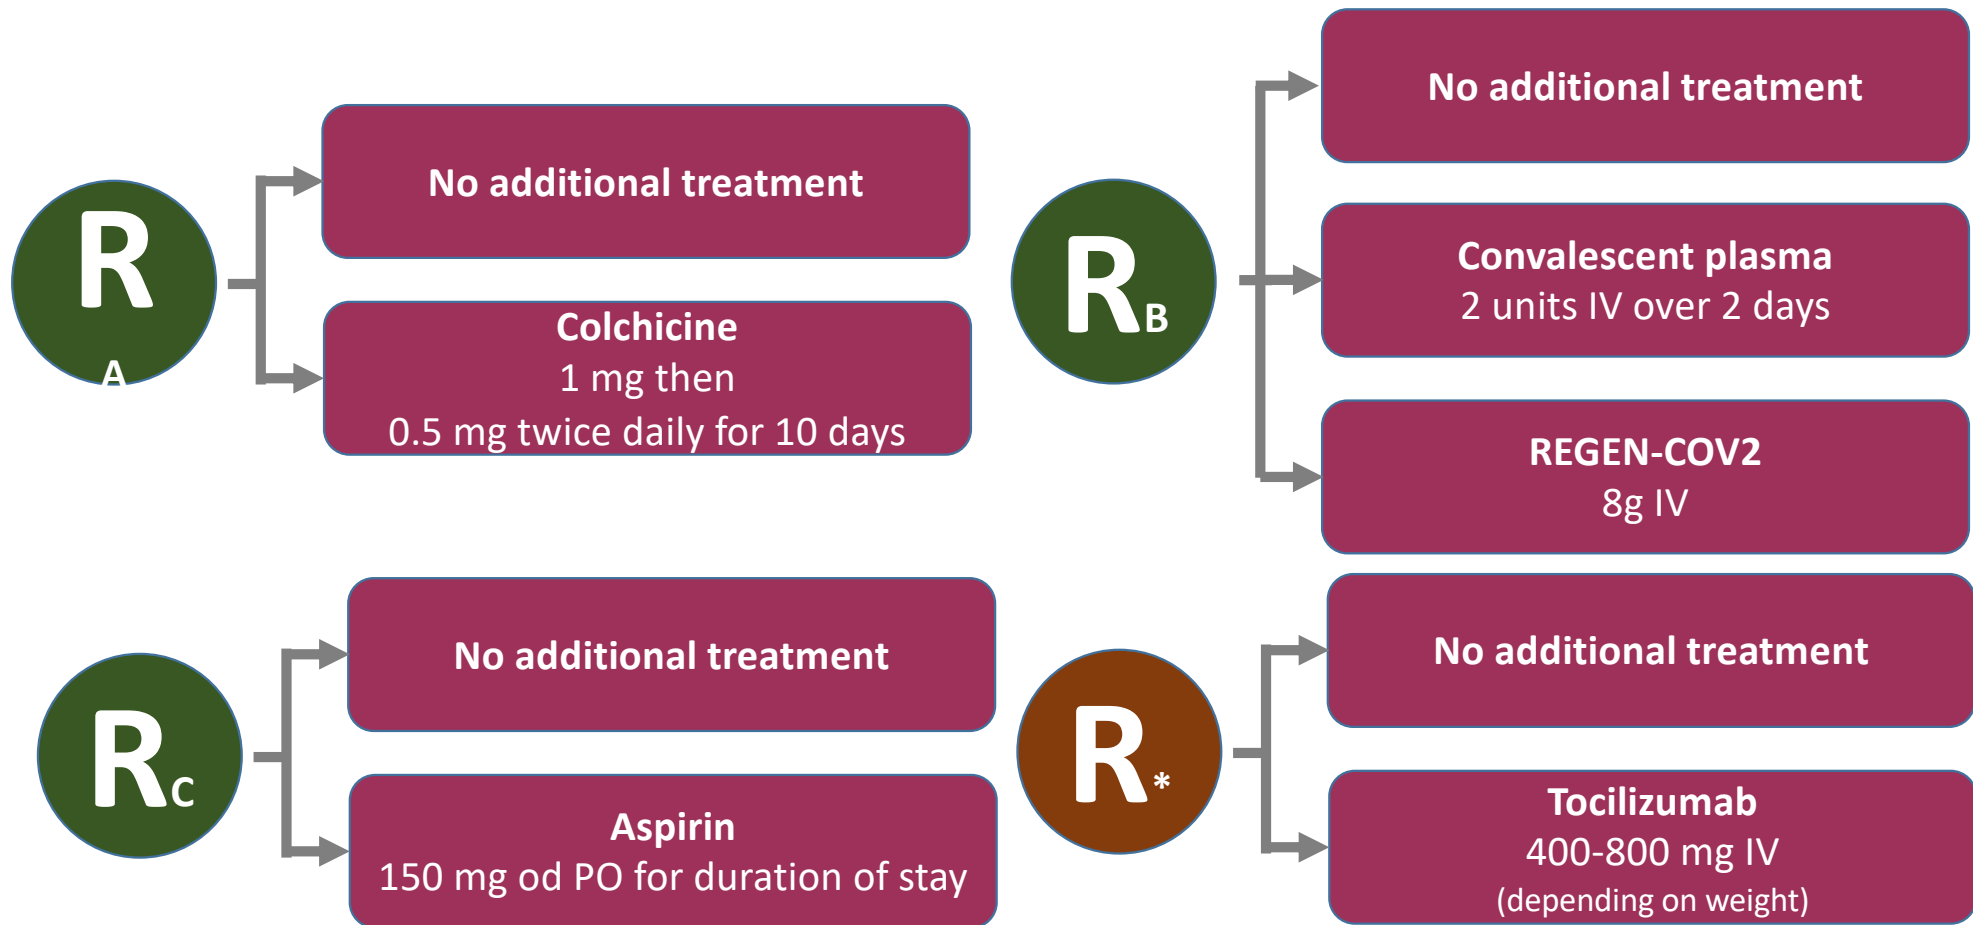 R
A
No additional treatment
Colchicine
1 mg then
0.5 mg twice daily for 10 days
RB
No additional treatment
Convalescent plasma
2 units IV over 2 days
REGEN-COV2
8g IV
RC
No additional treatment
Aspirin
150 mg od PO for duration of stay
R*
No additional treatment
Tocilizumab
400-800 mg IV
(depending on weight)